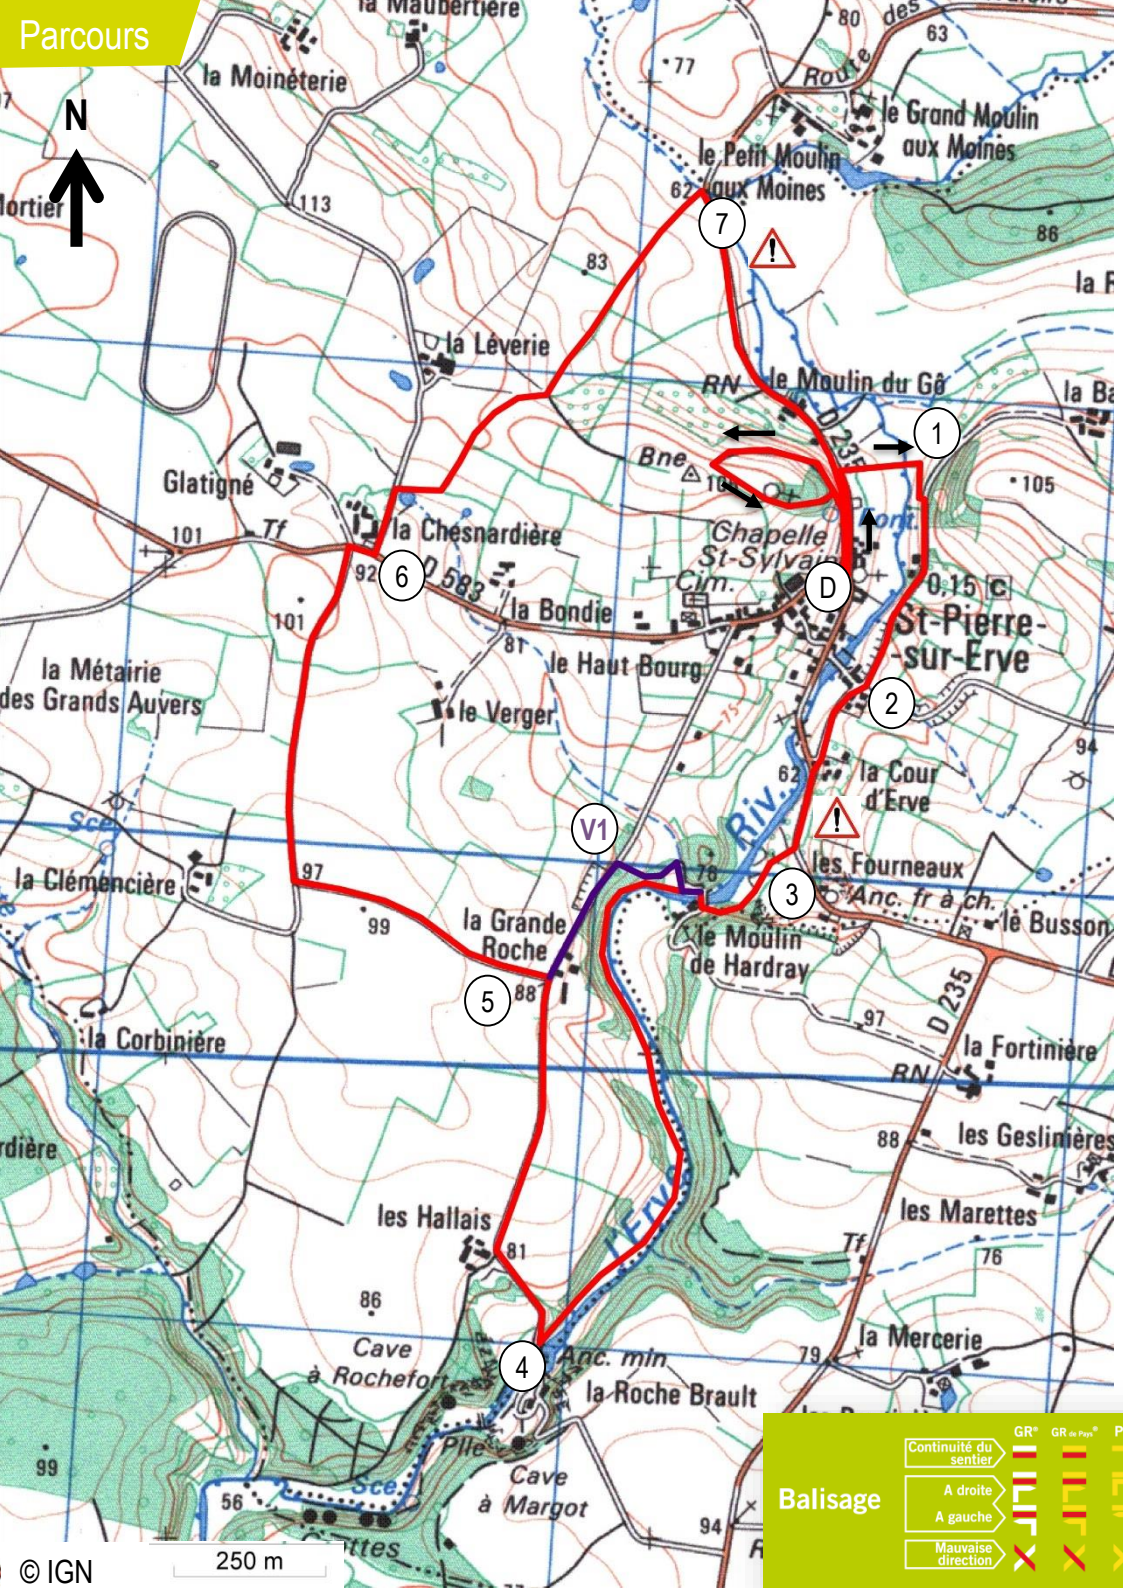 Parcours
la Maubertière
80
des
63
la Moinéterie
77
Route
N
le Grand Moulin
aux Moines
le Petit Moulin
aux Moines
62
113
7
86
83
la Léverie
RN
le Moulin du Gô
D 235
1
Bne
105
Glatigné
Chapelle
St-Sylvain
la Chesnardière
101
Tf
92
6
D 583
Cim.
D
0,15 C
101
la Bondie
St-Pierre-
-sur-Erve
81
le Haut Bourg
la Métairie
des Grands Auvers
le Verger
75
2
94
62
la Cour
d'Erve
V1
Riv.
Sce
les Fourneaux
78
la Clémencière
97
3
Anc. fr à ch.
99
la Grande
Roche
le Busson
le Moulin
de Hardray
5
88
D 235
97
la Corbinière
la Fortinière
RN
88
les Geslinières
l'Erve
les Hallais
les Marettes
81
Tf
76
86
la Mercerie
Cave
à Rochefort
79
4
Anc. min
la Roche Brault
Plle
99
Cave
à Margot
Sce
56
94
250 m
© IGN
Balisage
GR®
GR de Pays®
Continuité du
sentier
A droite
A gauche
Mauvaise
direction